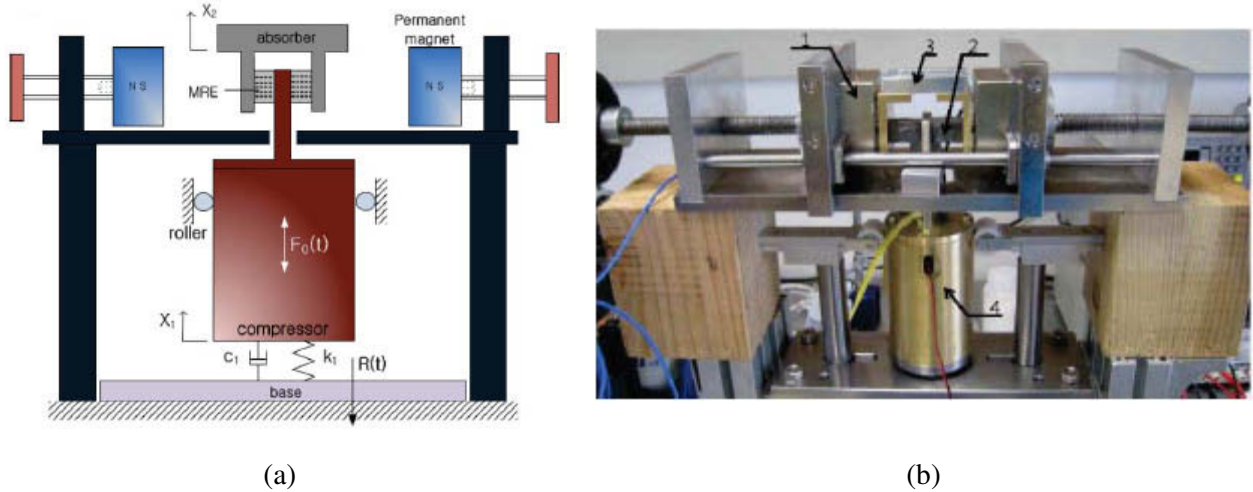 X₂
absorber
Permanent
magnet
N S
N S
MRE
roller
F₀(t)
X₁
compressor
c₁
k₁
R(t)
base
1
3
2
4
(a)
(b)